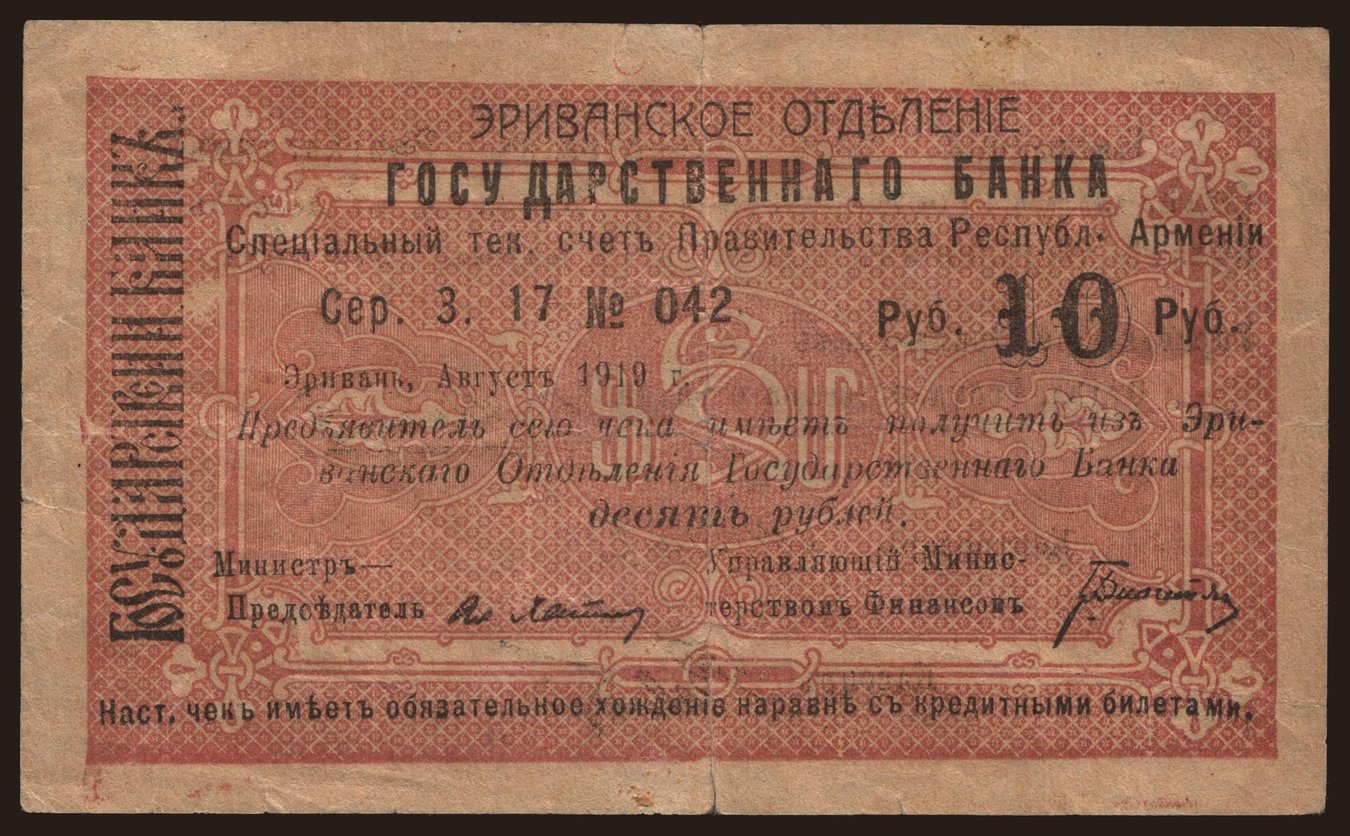 ЭРИВАНСКОЕ ОТДѢЛЕНІЕ
ГОСУДАРСТВЕННАГО БАНКА
Спеціальный тек. счетъ Правительства Республ. Арменіи
Сер. З. 17 № 042
Руб. 10 Руб.
Эривань, Августъ 1919 г.
Предъявитель сего чека имѣетъ получить изъ Эри-
ванскаго Отдѣленія Государственнаго Банка
десять рублей.
Министръ—
Предсѣдатель
Управляющій Минис-
терствомъ Финансовъ
Наст. чекъ имѣетъ обязательное хожденіе наравнѣ съ кредитными билетами.